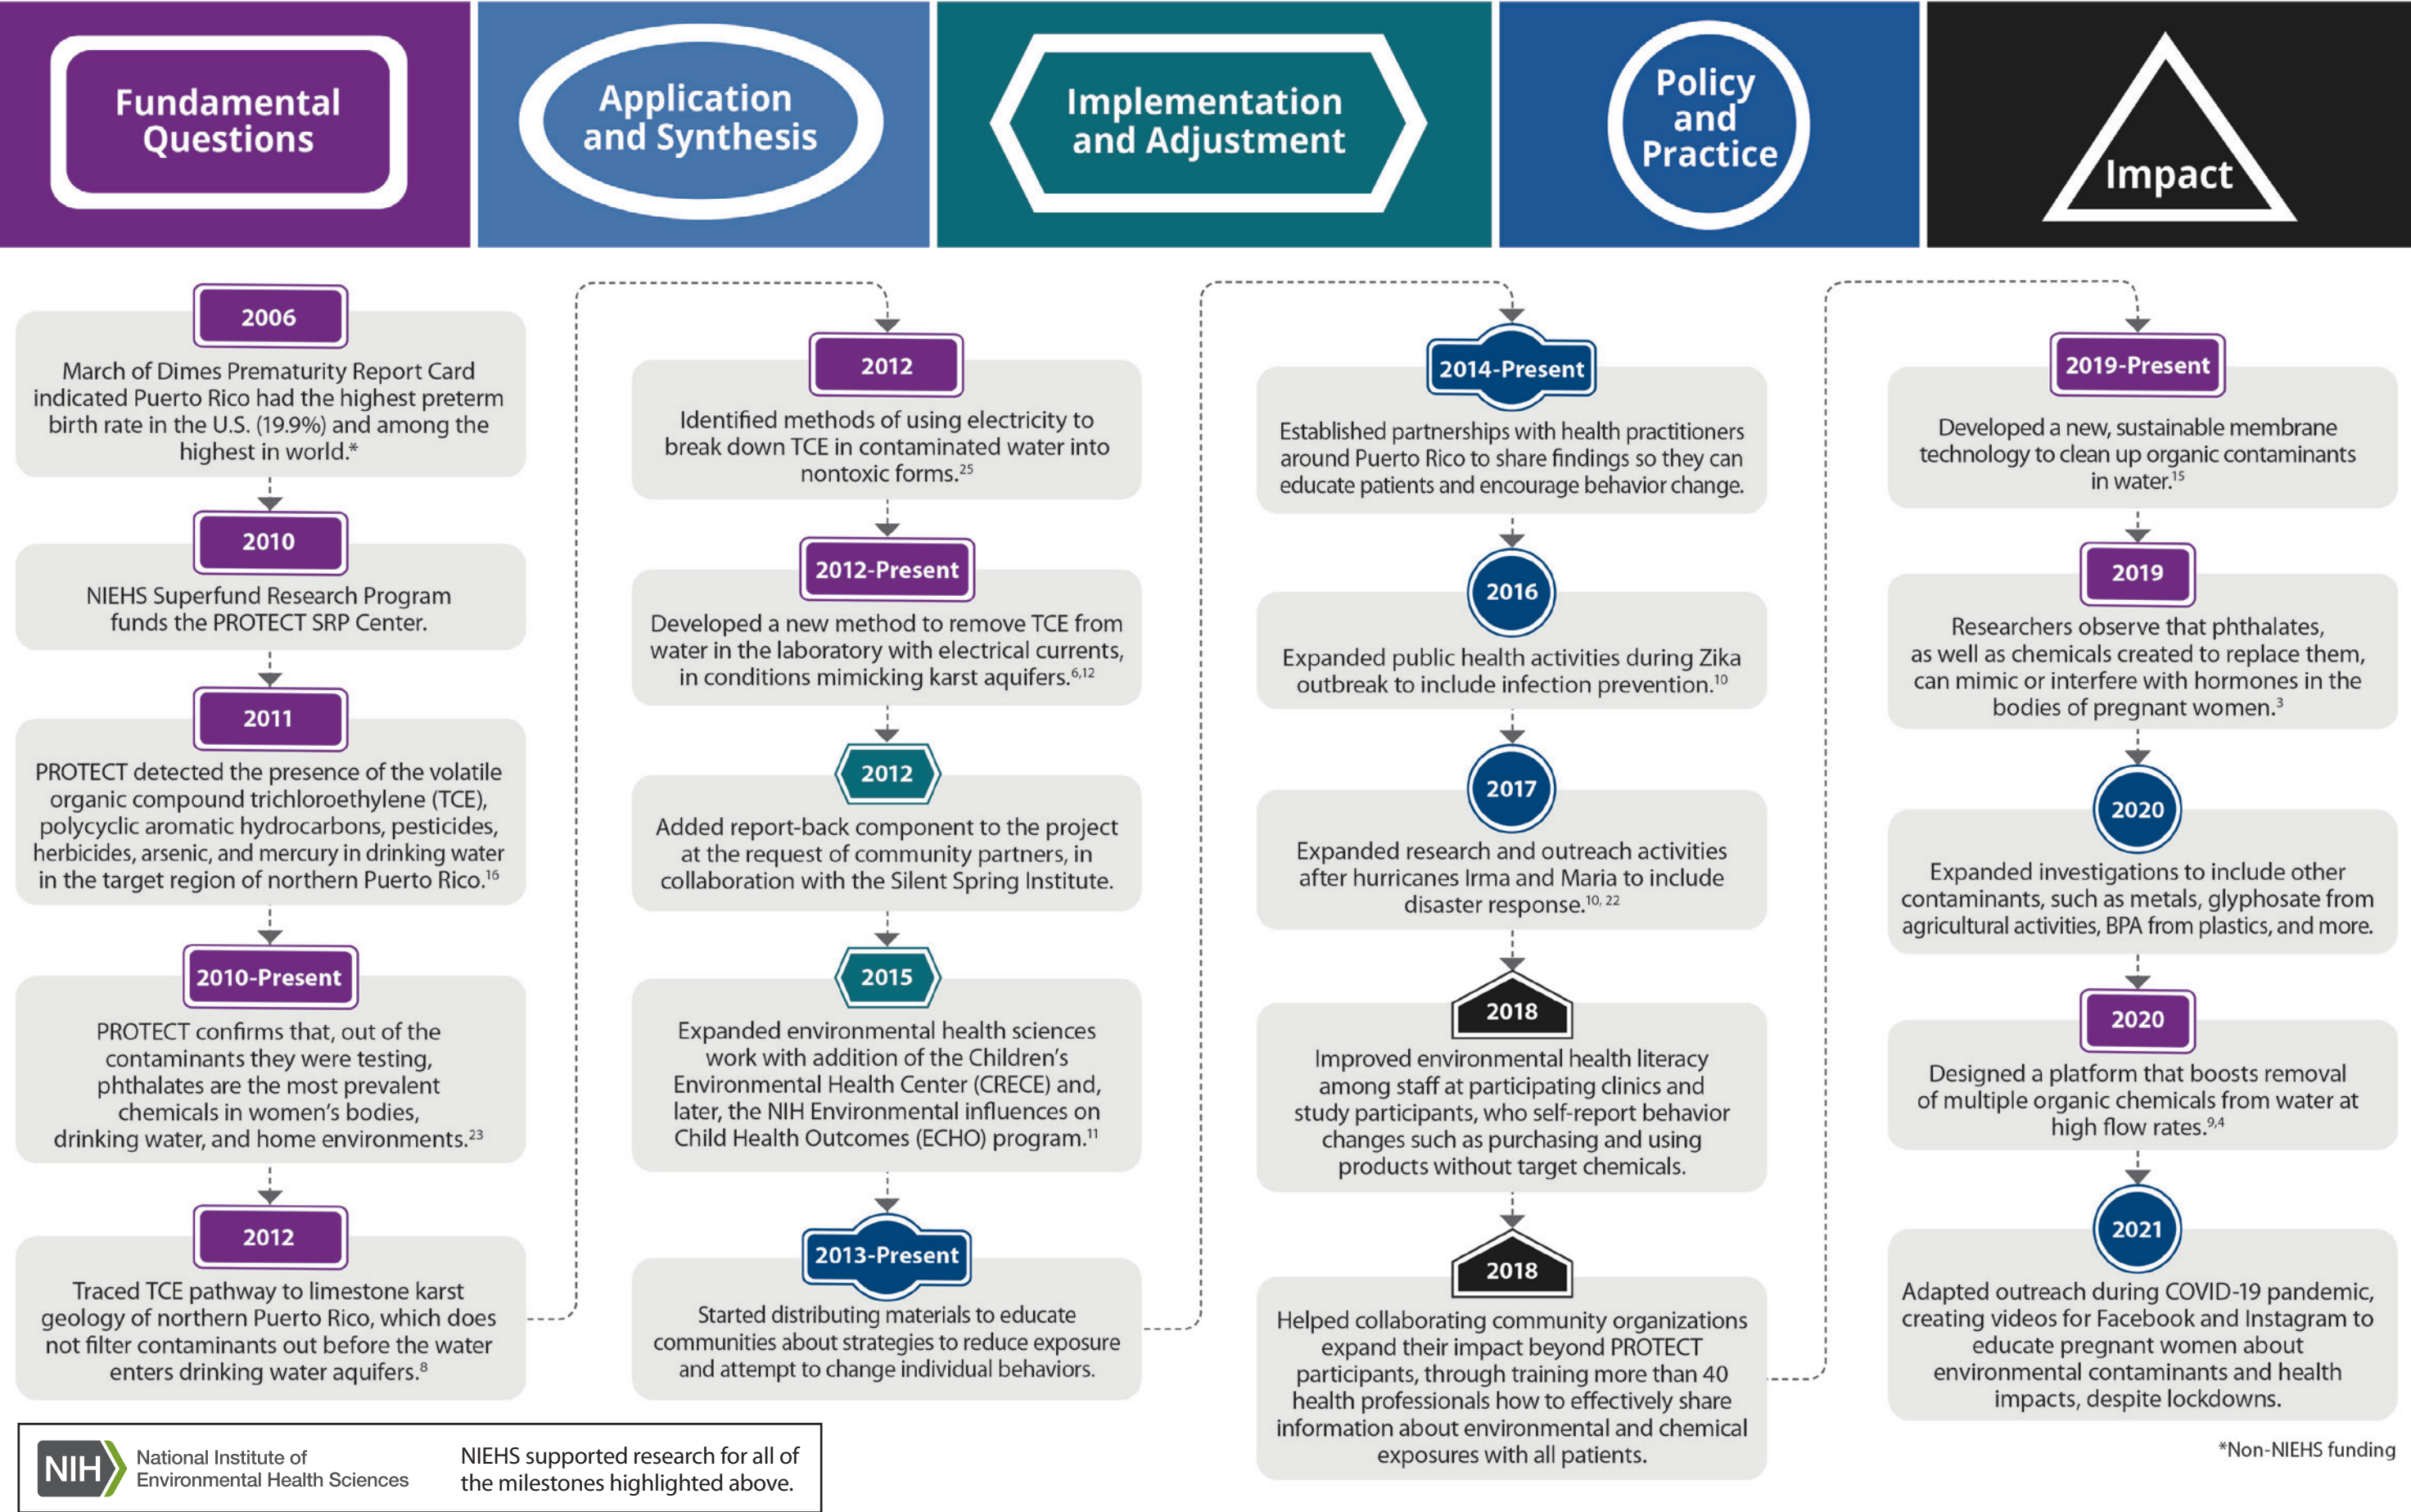 Fundamental
Questions
Application
and Synthesis
Implementation
and Adjustment
Policy
and
Practice
Impact
2006
March of Dimes Prematurity Report Card
indicated Puerto Rico had the highest preterm
birth rate in the U.S. (19.9%) and among the
highest in world.*
2010
NIEHS Superfund Research Program
funds the PROTECT SRP Center.
2011
PROTECT detected the presence of the volatile
organic compound trichloroethylene (TCE),
polycyclic aromatic hydrocarbons, pesticides,
herbicides, arsenic, and mercury in drinking water
in the target region of northern Puerto Rico.16
2010-Present
PROTECT confirms that, out of the
contaminants they were testing,
phthalates are the most prevalent
chemicals in women's bodies,
drinking water, and home environments.23
2012
Traced TCE pathway to limestone karst
geology of northern Puerto Rico, which does
not filter contaminants out before the water
enters drinking water aquifers.8
2012
Identified methods of using electricity to
break down TCE in contaminated water into
nontoxic forms.25
2012-Present
Developed a new method to remove TCE from
water in the laboratory with electrical currents,
in conditions mimicking karst aquifers.6,12
2012
Added report-back component to the project
at the request of community partners, in
collaboration with the Silent Spring Institute.
2015
Expanded environmental health sciences
work with addition of the Children's
Environmental Health Center (CRECE) and,
later, the NIH Environmental influences on
Child Health Outcomes (ECHO) program.11
2013-Present
Started distributing materials to educate
communities about strategies to reduce exposure
and attempt to change individual behaviors.
2014-Present
Established partnerships with health practitioners
around Puerto Rico to share findings so they can
educate patients and encourage behavior change.
2016
Expanded public health activities during Zika
outbreak to include infection prevention.10
2017
Expanded research and outreach activities
after hurricanes Irma and Maria to include
disaster response.10, 22
2018
Improved environmental health literacy
among staff at participating clinics and
study participants, who self-report behavior
changes such as purchasing and using
products without target chemicals.
2018
Helped collaborating community organizations
expand their impact beyond PROTECT
participants, through training more than 40
health professionals how to effectively share
information about environmental and chemical
exposures with all patients.
2019-Present
Developed a new, sustainable membrane
technology to clean up organic contaminants
in water.15
2019
Researchers observe that phthalates,
as well as chemicals created to replace them,
can mimic or interfere with hormones in the
bodies of pregnant women.3
2020
Expanded investigations to include other
contaminants, such as metals, glyphosate from
agricultural activities, BPA from plastics, and more.
2020
Designed a platform that boosts removal
of multiple organic chemicals from water at
high flow rates.9,4
2021
Adapted outreach during COVID-19 pandemic,
creating videos for Facebook and Instagram to
educate pregnant women about
environmental contaminants and health
impacts, despite lockdowns.
*Non-NIEHS funding
NIH
National Institute of
Environmental Health Sciences
NIEHS supported research for all of
the milestones highlighted above.